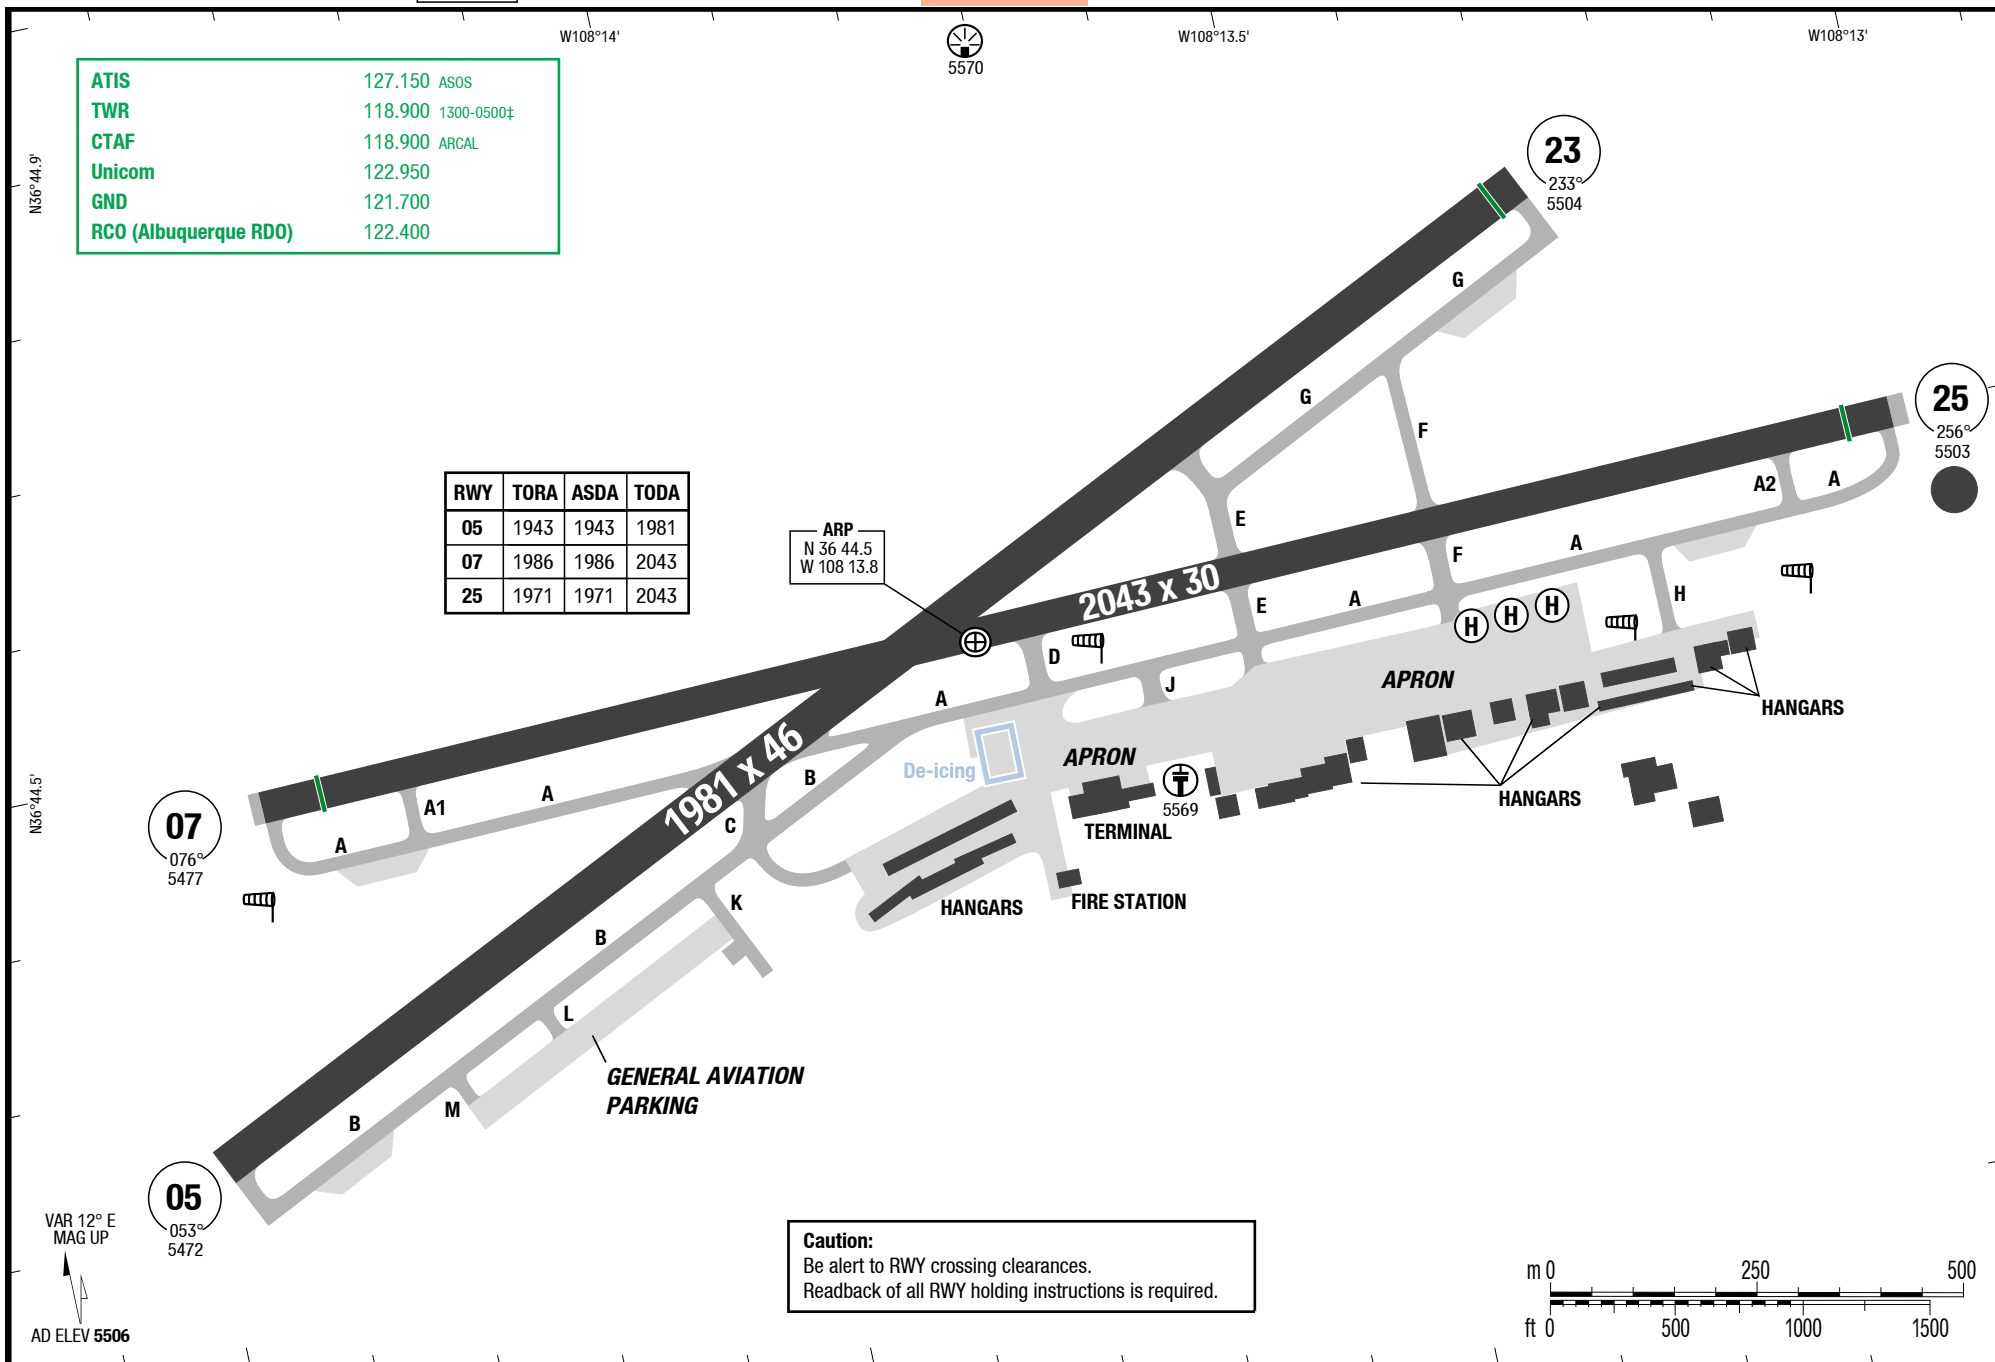 W108°14'
W108°13.5'
W108°13'
5570
N36°44.9'
ATIS 127.150 ASOS
TWR 118.900 1300-0500‡
CTAF 118.900 ARCAL
Unicom 122.950
GND 121.700
RCO (Albuquerque RDO) 122.400
23
233°
5504
G
G
F
25
256°
5503
A2
A
RWY TORA ASDA TODA
05 1943 1943 1981
07 1986 1986 2043
25 1971 1971 2043
ARP
N 36 44.5
W 108 13.8
E
F
A
2043 x 30
E
A
H
H
H
H
D
J
A
APRON
HANGARS
1981 x 46
De-icing
APRON
B
A
A1
A
C
5569
TERMINAL
HANGARS
N36°44.5'
07
076°
5477
K
HANGARS
FIRE STATION
B
L
GENERAL AVIATION
PARKING
M
B
05
053°
5472
VAR 12° E
MAG UP
AD ELEV 5506
Caution:
Be alert to RWY crossing clearances.
Readback of all RWY holding instructions is required.
m 0 250 500
ft 0 500 1000 1500